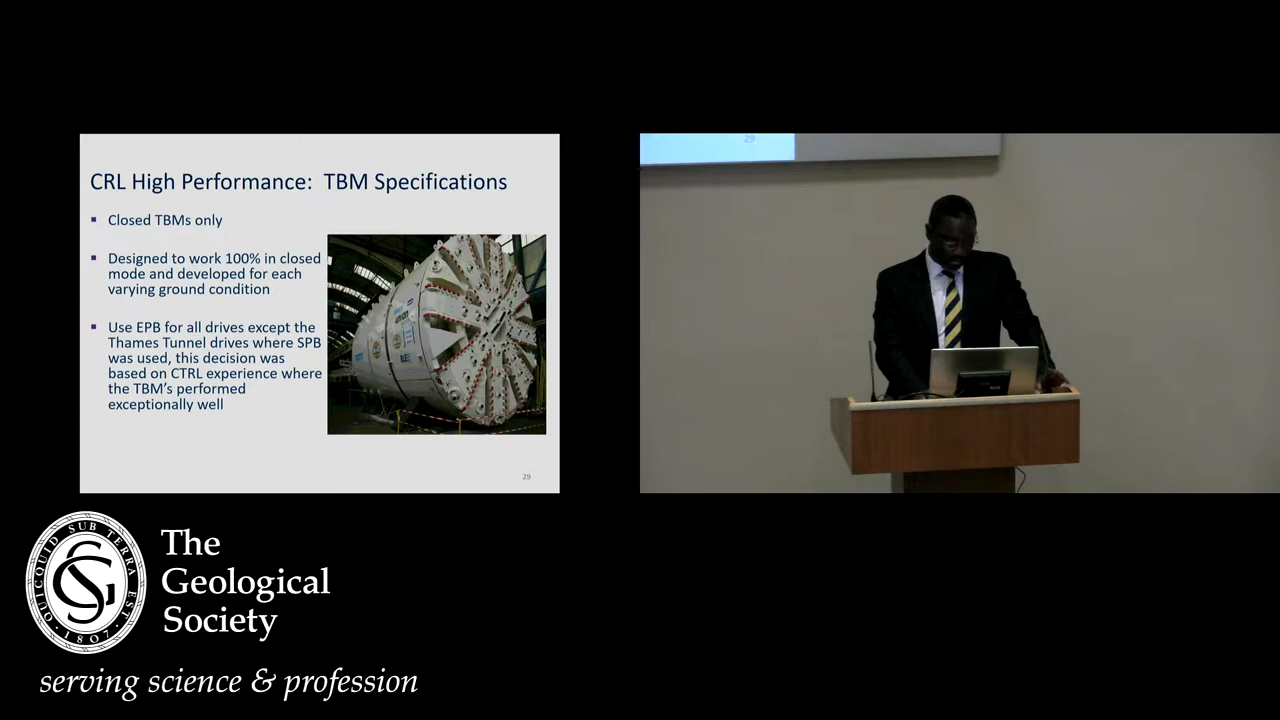 CRL High Performance: TBM Specifications
Closed TBMs only
Designed to work 100% in closed
mode and developed for each
varying ground condition
Use EPB for all drives except the
Thames Tunnel drives where SPB
was used, this decision was
based on CTRL experience where
the TBM's performed
exceptionally well
29
29
QUICQUID SUB TERRA EST
1807
The
Geological
Society
serving science & profession